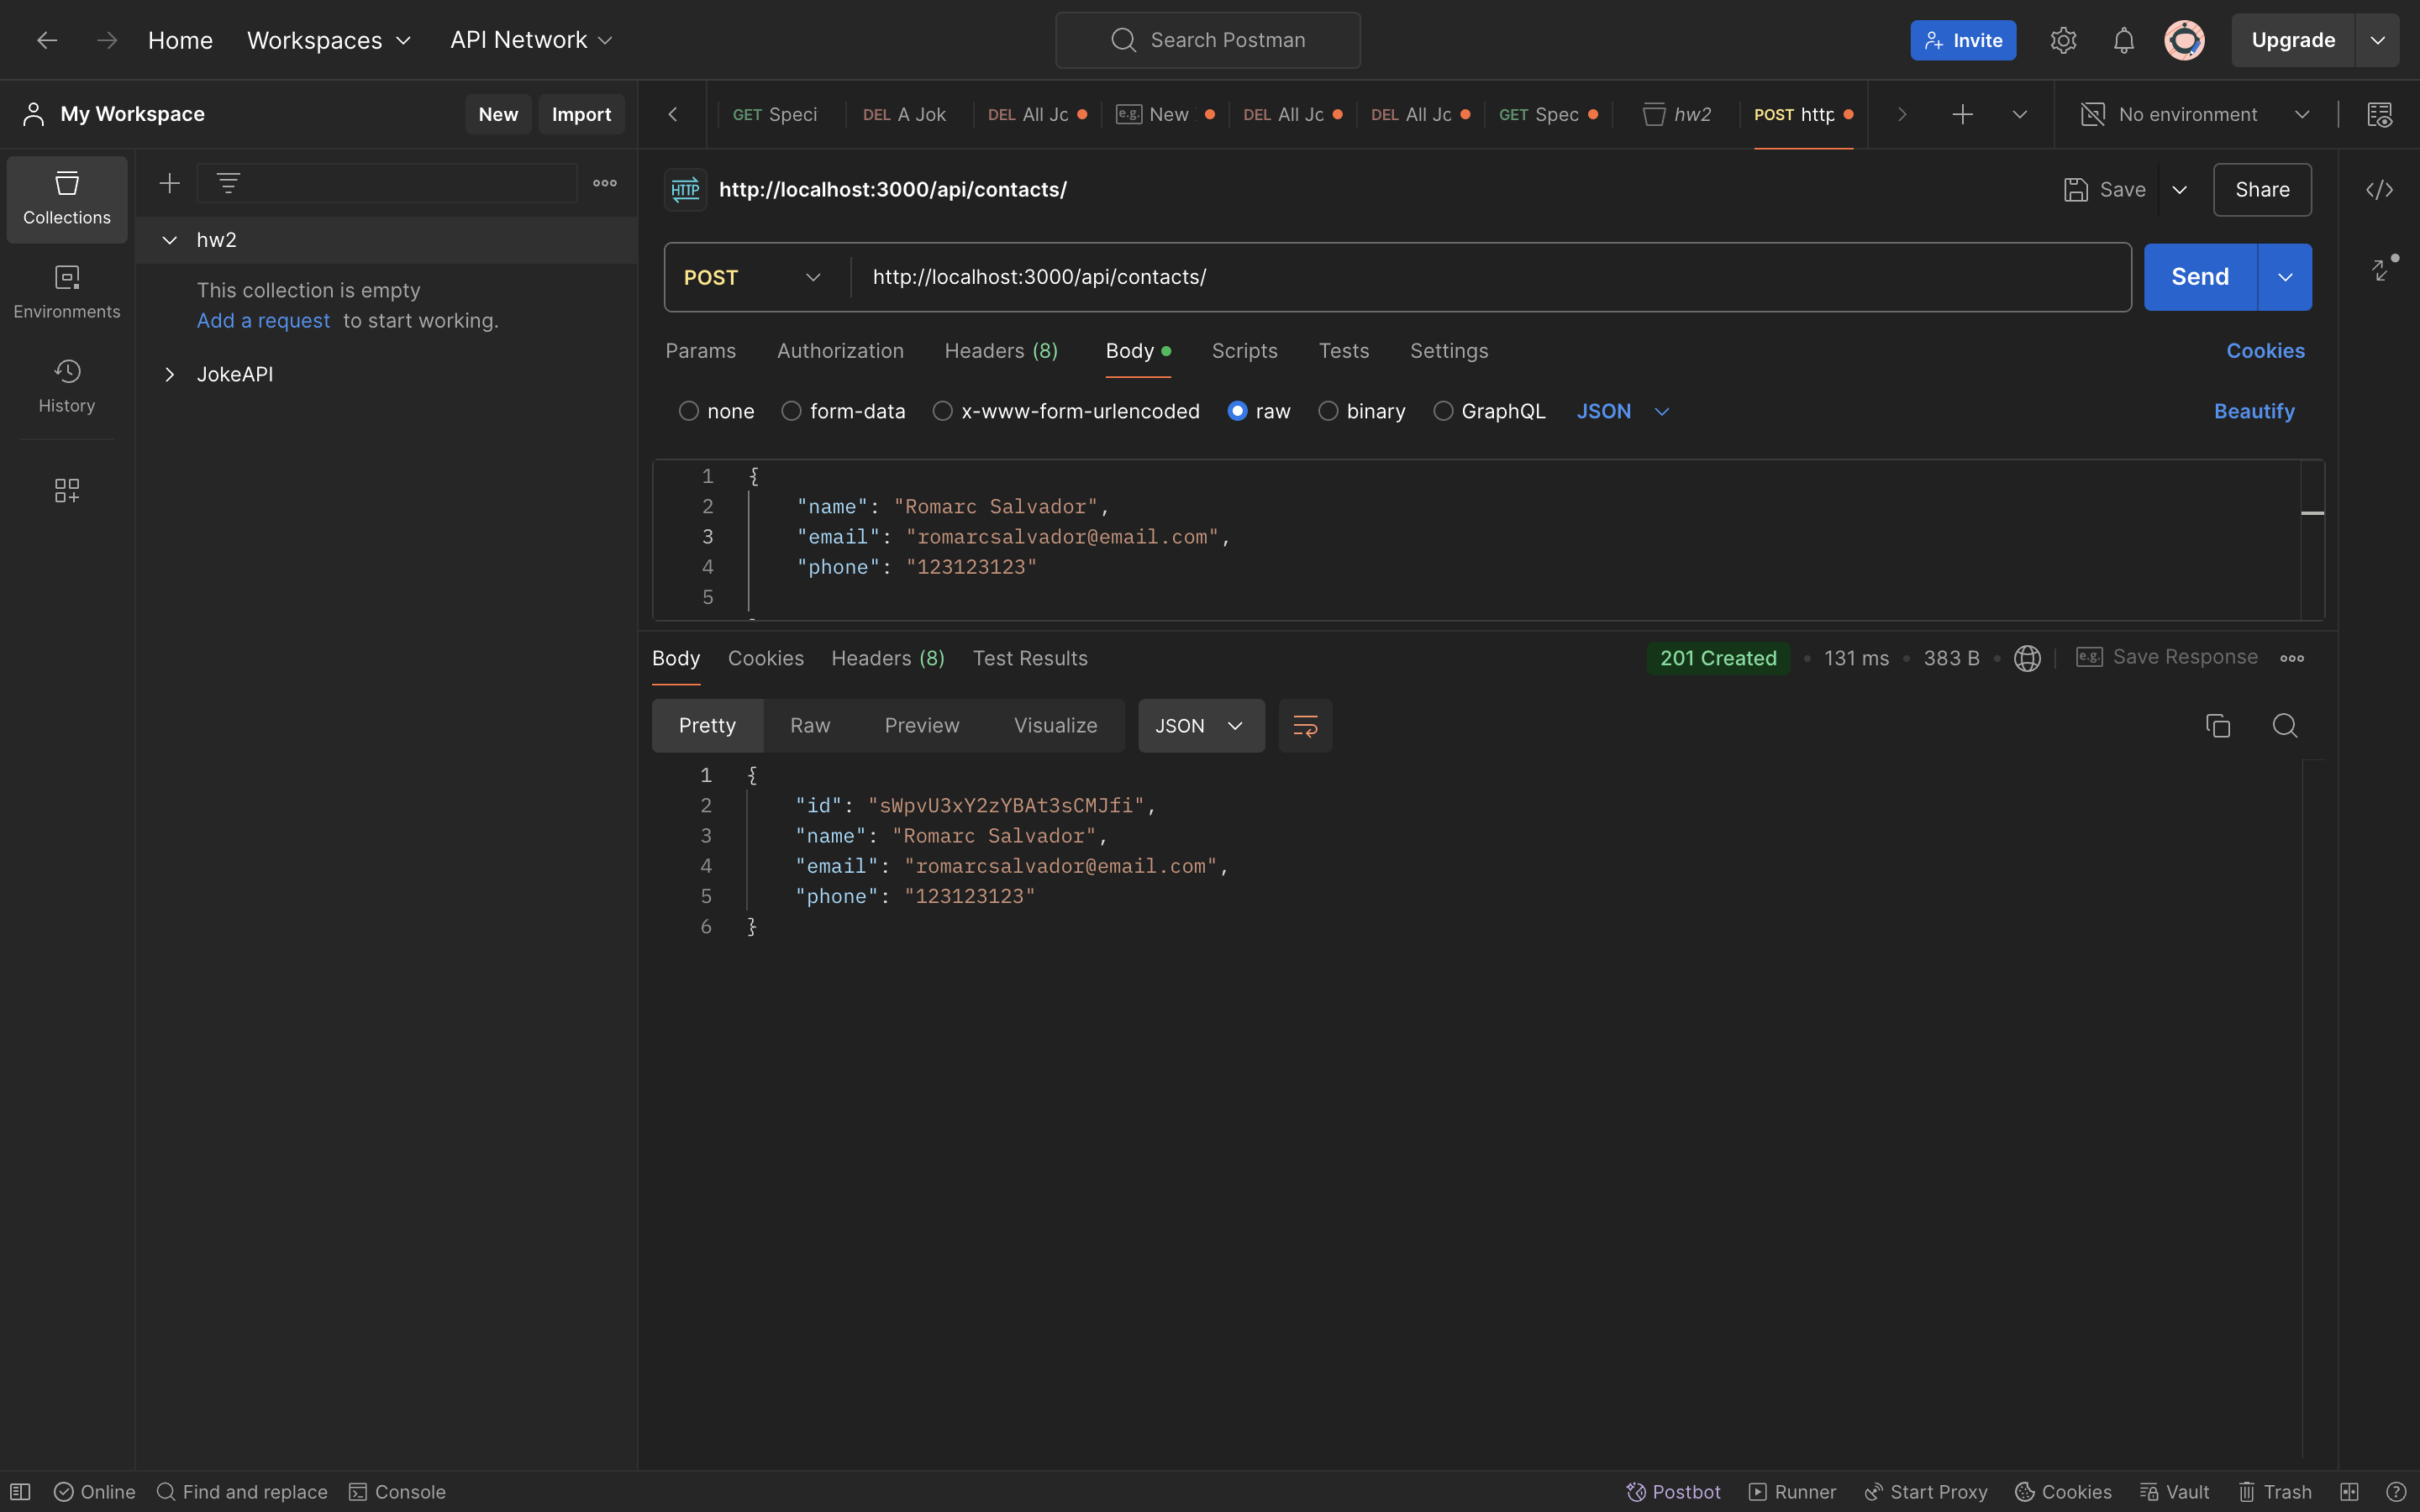 Home Workspaces API Network Search Postman Invite Upgrade
My Workspace New Import
GET Speci DEL A Jok DEL All Jc e.g. New DEL All Jc DEL All Jc GET Spec hw2 POST http No environment
Collections
Environments
History
hw2
This collection is empty
Add a request to start working.
JokeAPI
HTTP http://localhost:3000/api/contacts/ Save Share
POST http://localhost:3000/api/contacts/ Send
Params Authorization Headers (8) Body Scripts Tests Settings Cookies
none form-data x-www-form-urlencoded raw binary GraphQL JSON Beautify
1 {
2 "name": "Romarc Salvador",
3 "email": "romarcsalvador@email.com",
4 "phone": "123123123"
5
Body Cookies Headers (8) Test Results 201 Created • 131 ms • 383 B • e.g. Save Response
Pretty Raw Preview Visualize JSON
1 {
2 "id": "sWpvU3xY2zYBAt3sCMJfi",
3 "name": "Romarc Salvador",
4 "email": "romarcsalvador@email.com",
5 "phone": "123123123"
6 }
Online Find and replace Console Postbot Runner Start Proxy Cookies Vault Trash